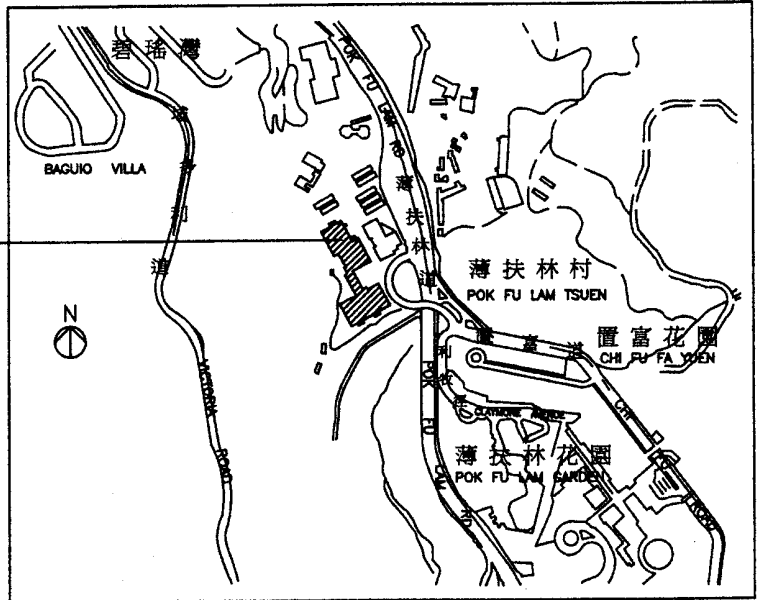 碧瑤灣
BAGUIO VILLA
域多利道
VICTORIA ROAD
POK FU LAM RD
薄扶林道
薄扶林村
POK FU LAM TSUEN
置富花園
CHI FU FA YUEN
置富道
CHI FU ROAD
CLAYMORE AVENUE
薄扶林花園
POK FU LAM GARDEN
POK FU LAM RD
N